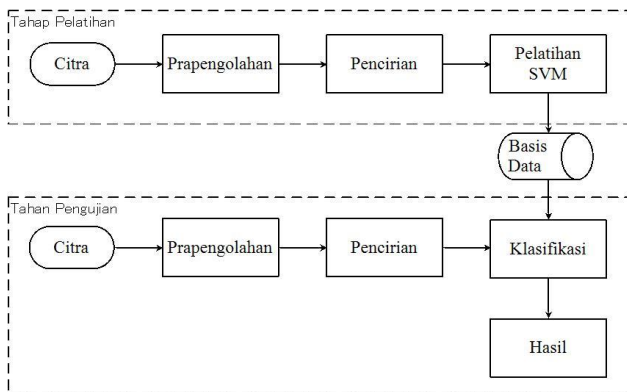 Tahap Pelatihan
Citra
Prapengolahan
Pencirian
Pelatihan
SVM
Basis
Data
Tahan Pengujian
Citra
Prapengolahan
Pencirian
Klasifikasi
Hasil